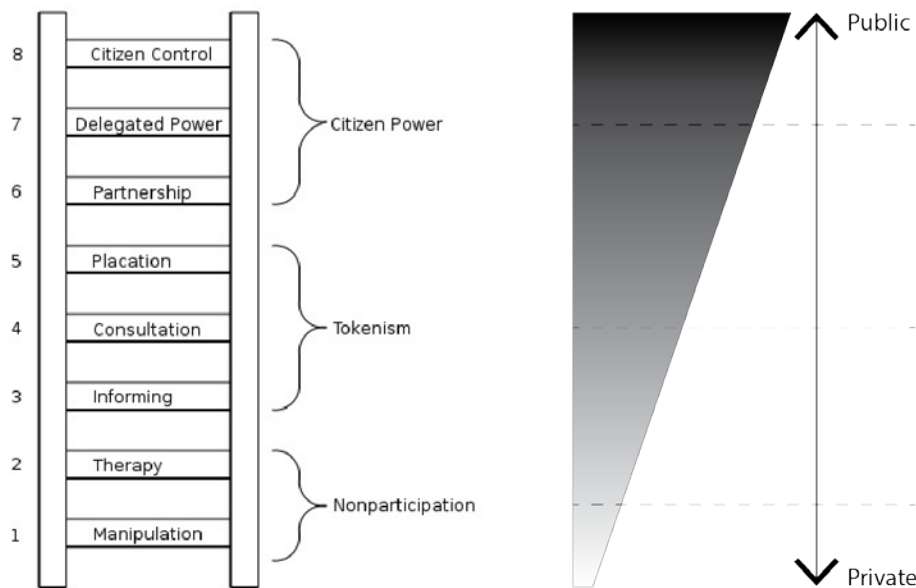 8 Citizen Control
7 Delegated Power
6 Partnership
Citizen Power
5 Placation
4 Consultation
3 Informing
Tokenism
2 Therapy
1 Manipulation
Nonparticipation
Public
Private